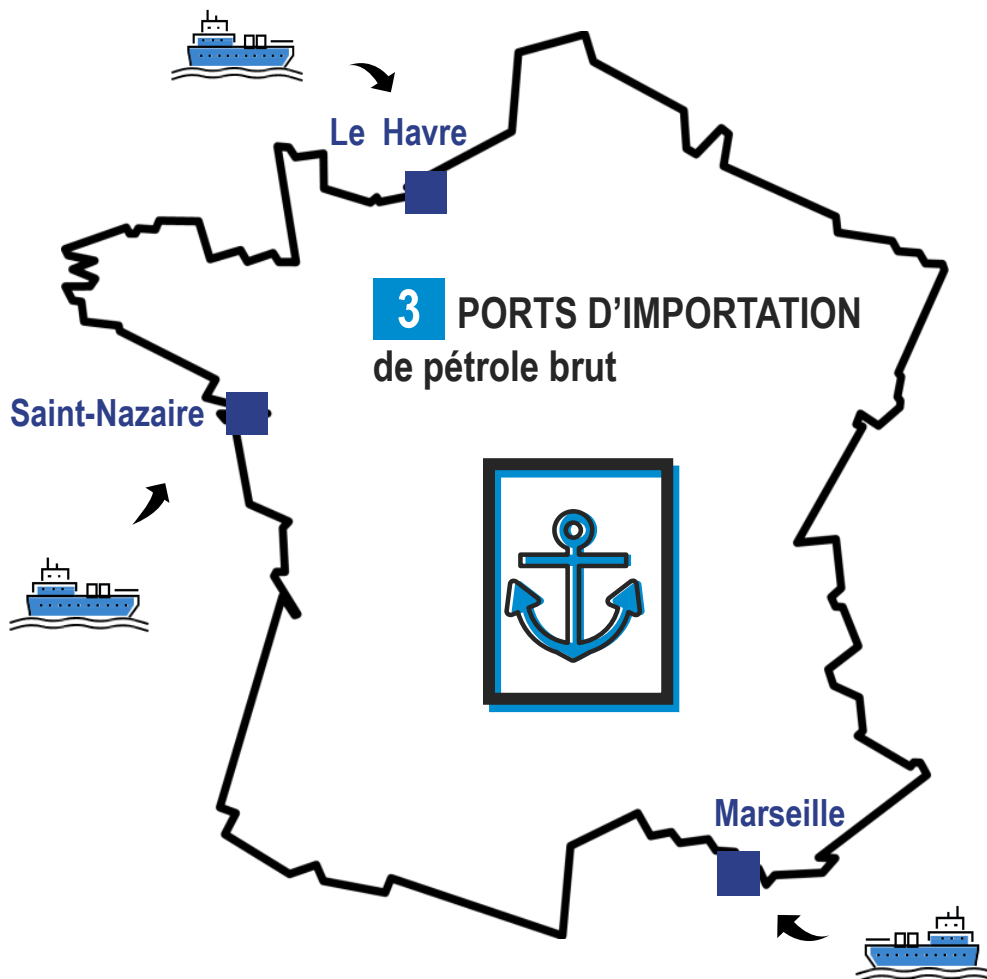 Le Havre
3 PORTS D'IMPORTATION
de pétrole brut
Saint-Nazaire
Marseille